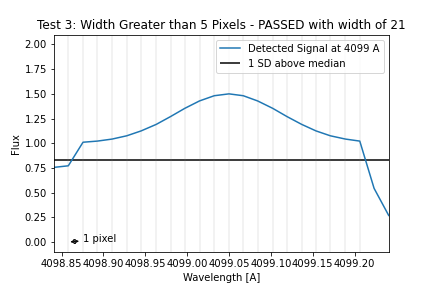 Test 3: Width Greater than 5 Pixels - PASSED with width of 21
Detected Signal at 4099 A
1 SD above median
2.00
1.75
1.50
1.25
1.00
0.75
0.50
0.25
0.00
Flux
1 pixel
4098.85 4098.90 4098.95 4099.00 4099.05 4099.10 4099.15 4099.20
Wavelength [A]